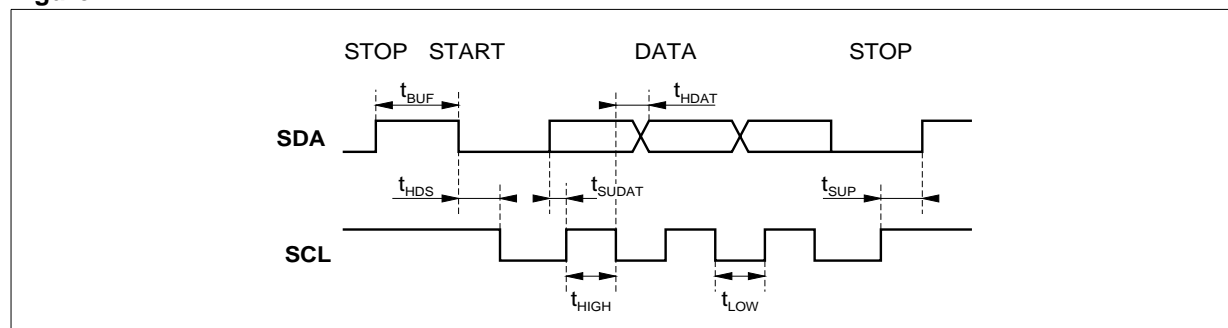 STOP START DATA STOP
tBUF tHDAT
SDA
tHDS tSUDAT tSUP
SCL
tHIGH tLOW